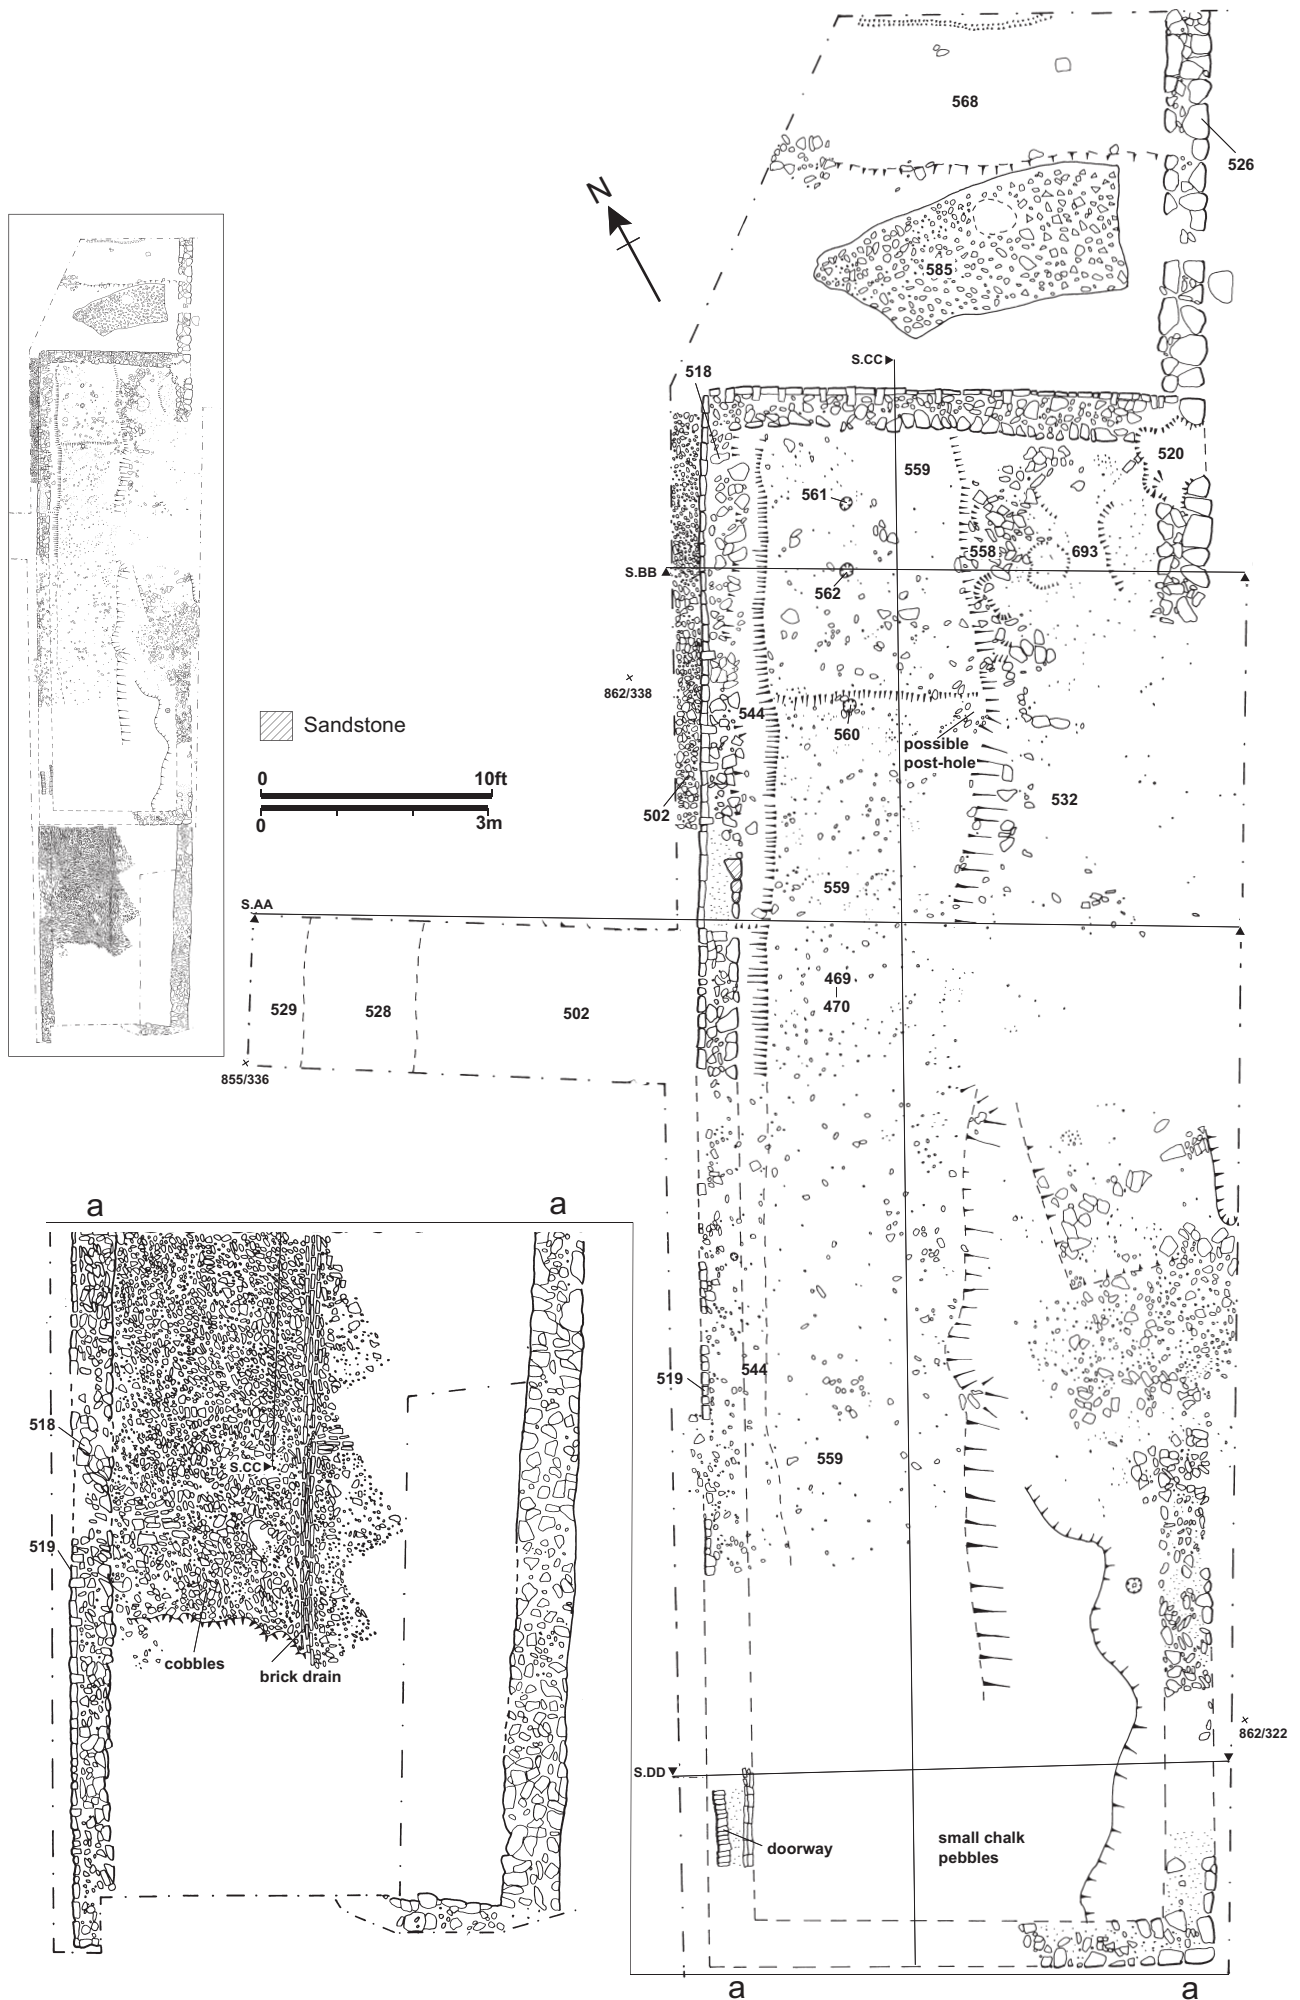 568
526
N
585
S.CC
518
520
559
561
558
693
S.BB
562
862/338
544
560
possible
post-hole
Sandstone
0 10ft
0 3m
532
502
559
S.AA
469
470
529
528
502
855/336
a a
519
544
518
S.CC
559
519
cobbles
brick drain
862/322
S.DD
doorway
small chalk
pebbles
a a